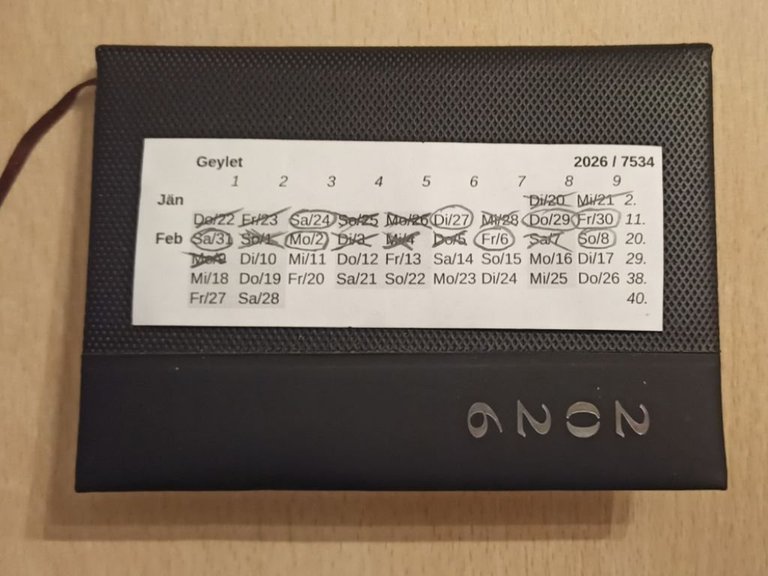 Geylet 2026 / 7534
1 2 3 4 5 6 7 8 9
Jän Di/20 Mi/21 2.
Do/22 Fr/23 Sa/24 So/25 Mo/26 Di/27 Mi/28 Do/29 Fr/30 11.
Feb Sa/31 So/1 Mo/2 Di/3 Mi/4 Do/5 Fr/6 Sa/7 So/8 20.
Mo/9 Di/10 Mi/11 Do/12 Fr/13 Sa/14 So/15 Mo/16 Di/17 29.
Mi/18 Do/19 Fr/20 Sa/21 So/22 Mo/23 Di/24 Mi/25 Do/26 38.
Fr/27 Sa/28 40.
2026